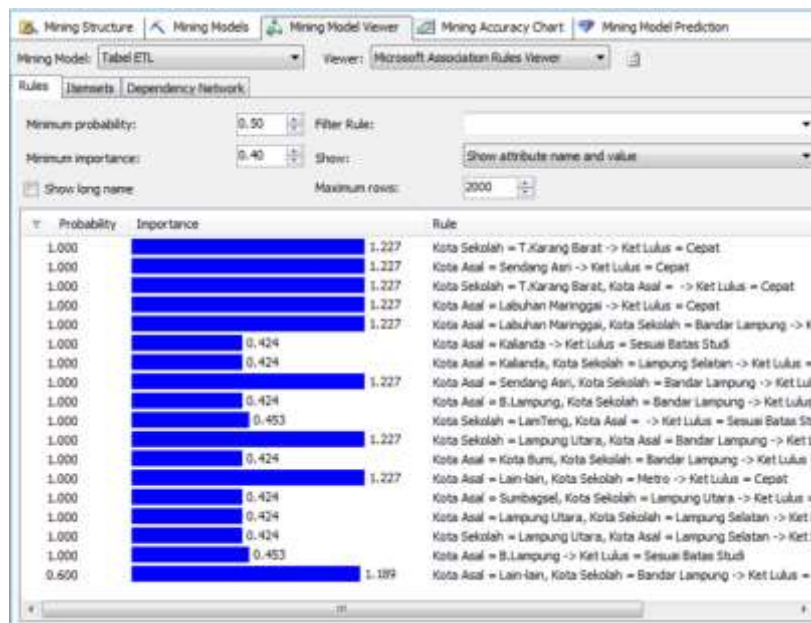 Mining Structure Mining Models Mining Model Viewer Mining Accuracy Chart Mining Model Prediction
Mining Model: Tabel ETL Viewer: Microsoft Association Rules Viewer
Rules Itemsets Dependency Network
Minimum probability: 0.50 Filter Rule:
Minimum importance: 0.40 Show: Show attribute name and value
Show long name Maximum rows: 2000
Probability Importance Rule
1.000 1.227 Kota Sekolah = T.Karang Barat -> Ket Lulus = Cepat
1.000 1.227 Kota Asal = Sendang Asri -> Ket Lulus = Cepat
1.000 1.227 Kota Sekolah = T.Karang Barat, Kota Asal = -> Ket Lulus = Cepat
1.000 1.227 Kota Asal = Labuhan Maringgai -> Ket Lulus = Cepat
1.000 1.227 Kota Asal = Labuhan Maringgai, Kota Sekolah = Bandar Lampung -> K
1.000 0.424 Kota Asal = Kalianda -> Ket Lulus = Sesuai Batas Studi
1.000 0.424 Kota Asal = Kalianda, Kota Sekolah = Lampung Selatan -> Ket Lulus =
1.000 1.227 Kota Asal = Sendang Asri, Kota Sekolah = Bandar Lampung -> Ket Lul
1.000 0.424 Kota Asal = B.Lampung, Kota Sekolah = Bandar Lampung -> Ket Lulus
1.000 0.453 Kota Sekolah = LamTeng, Kota Asal = -> Ket Lulus = Sesuai Batas St
1.000 1.227 Kota Sekolah = Lampung Utara, Kota Asal = Bandar Lampung -> Ket L
1.000 0.424 Kota Asal = Kota Bumi, Kota Sekolah = Bandar Lampung -> Ket Lulus
1.000 1.227 Kota Asal = Lain-lain, Kota Sekolah = Metro -> Ket Lulus = Cepat
1.000 0.424 Kota Asal = Sumbagsel, Kota Sekolah = Lampung Utara -> Ket Lulus =
1.000 0.424 Kota Asal = Lampung Utara, Kota Sekolah = Lampung Selatan -> Ket
1.000 0.424 Kota Sekolah = Lampung Utara, Kota Asal = Lampung Selatan -> Ket
1.000 0.453 Kota Asal = B.Lampung -> Ket Lulus = Sesuai Batas Studi
0.600 1.189 Kota Asal = Lain-lain, Kota Sekolah = Bandar Lampung -> Ket Lulus =